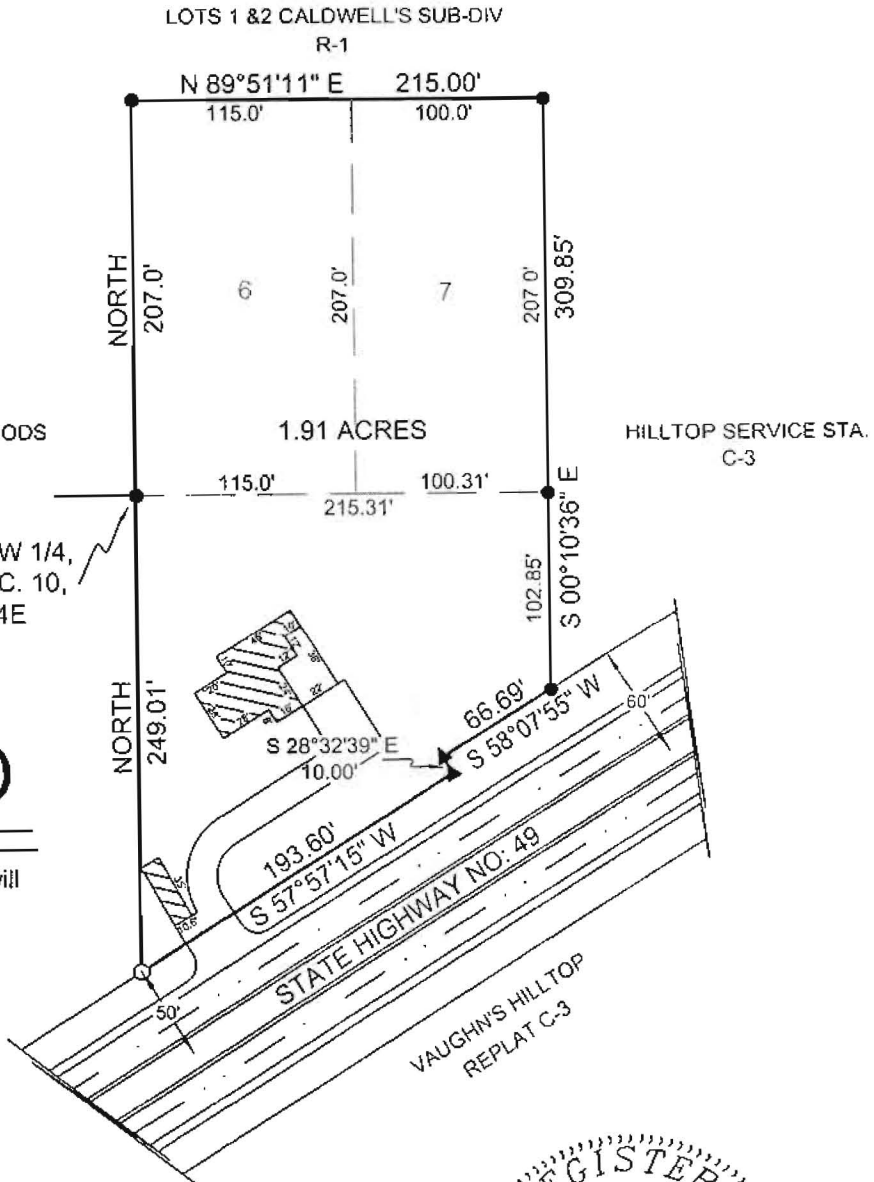 LOTS 1 &2 CALDWELL'S SUB-DIV
R-1
N 89°51'11" E 215.00'
115.0' 100.0'
NORTH
207.0'
6
207.0'
7
207 0'
309.85'
ODS
1.91 ACRES
HILLTOP SERVICE STA.
C-3
115.0' 100.31'
215.31'
W 1/4,
C. 10,
4E
102.85'
S 00°10'36" E
NORTH
249.01'
S 28°32'39" E
10.00'
66.69'
S 58°07'55" W
60'
193.60'
S 57°57'15" W
STATE HIGHWAY NO: 49
vill
50'
VAUGHN'S HILLTOP
REPLAT C-3
EGISTER